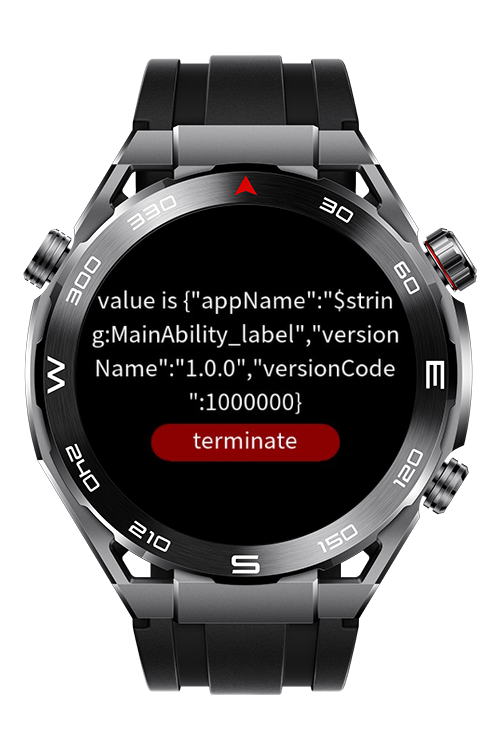 330
30
300
60
value is {"appName":"$strin
g:MainAbility_label","version
Name":"1.0.0","versionCode
":1000000}
W
E
terminate
240
120
210
150
S